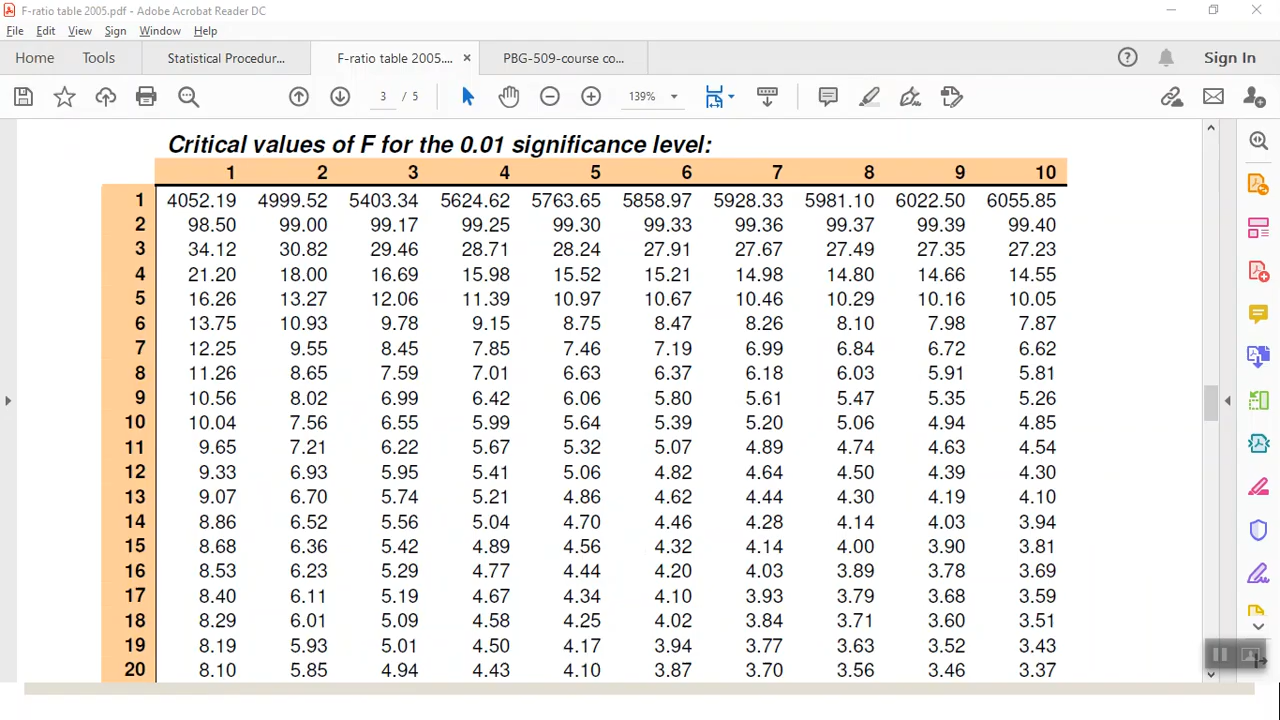 F-ratio table 2005.pdf - Adobe Acrobat Reader DC
File Edit View Sign Window Help
Home Tools Statistical Procedur... F-ratio table 2005.... × PBG-509-course co... Sign In
3 / 5 139%
Critical values of F for the 0.01 significance level:
1 2 3 4 5 6 7 8 9 10
1 4052.19 4999.52 5403.34 5624.62 5763.65 5858.97 5928.33 5981.10 6022.50 6055.85
2 98.50 99.00 99.17 99.25 99.30 99.33 99.36 99.37 99.39 99.40
3 34.12 30.82 29.46 28.71 28.24 27.91 27.67 27.49 27.35 27.23
4 21.20 18.00 16.69 15.98 15.52 15.21 14.98 14.80 14.66 14.55
5 16.26 13.27 12.06 11.39 10.97 10.67 10.46 10.29 10.16 10.05
6 13.75 10.93 9.78 9.15 8.75 8.47 8.26 8.10 7.98 7.87
7 12.25 9.55 8.45 7.85 7.46 7.19 6.99 6.84 6.72 6.62
8 11.26 8.65 7.59 7.01 6.63 6.37 6.18 6.03 5.91 5.81
9 10.56 8.02 6.99 6.42 6.06 5.80 5.61 5.47 5.35 5.26
10 10.04 7.56 6.55 5.99 5.64 5.39 5.20 5.06 4.94 4.85
11 9.65 7.21 6.22 5.67 5.32 5.07 4.89 4.74 4.63 4.54
12 9.33 6.93 5.95 5.41 5.06 4.82 4.64 4.50 4.39 4.30
13 9.07 6.70 5.74 5.21 4.86 4.62 4.44 4.30 4.19 4.10
14 8.86 6.52 5.56 5.04 4.70 4.46 4.28 4.14 4.03 3.94
15 8.68 6.36 5.42 4.89 4.56 4.32 4.14 4.00 3.90 3.81
16 8.53 6.23 5.29 4.77 4.44 4.20 4.03 3.89 3.78 3.69
17 8.40 6.11 5.19 4.67 4.34 4.10 3.93 3.79 3.68 3.59
18 8.29 6.01 5.09 4.58 4.25 4.02 3.84 3.71 3.60 3.51
19 8.19 5.93 5.01 4.50 4.17 3.94 3.77 3.63 3.52 3.43
20 8.10 5.85 4.94 4.43 4.10 3.87 3.70 3.56 3.46 3.37